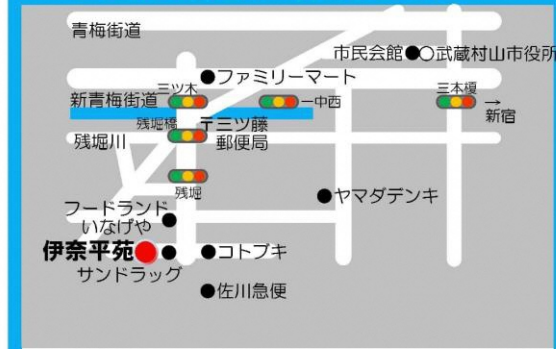 青梅街道
市民会館●○武蔵村山市役所
●ファミリーマート
三ツ木
新青梅街道
一中西
三本榎
→
新宿
残堀橋
〒三ツ藤
郵便局
残堀川
残堀
●ヤマダデンキ
フードランド
いなげや●
伊奈平苑●
●コトブキ
サンドラッグ
●佐川急便